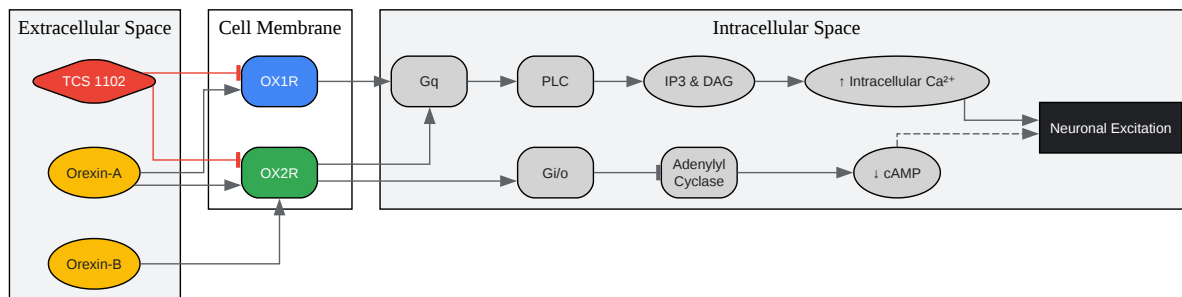 Extracellular Space
Cell Membrane
Intracellular Space
TCS 1102
OX1R
Gq
PLC
IP3 & DAG
↑ Intracellular Ca²⁺
Neuronal Excitation
Orexin-A
OX2R
Gi/o
Adenylyl
Cyclase
↓ cAMP
Orexin-B